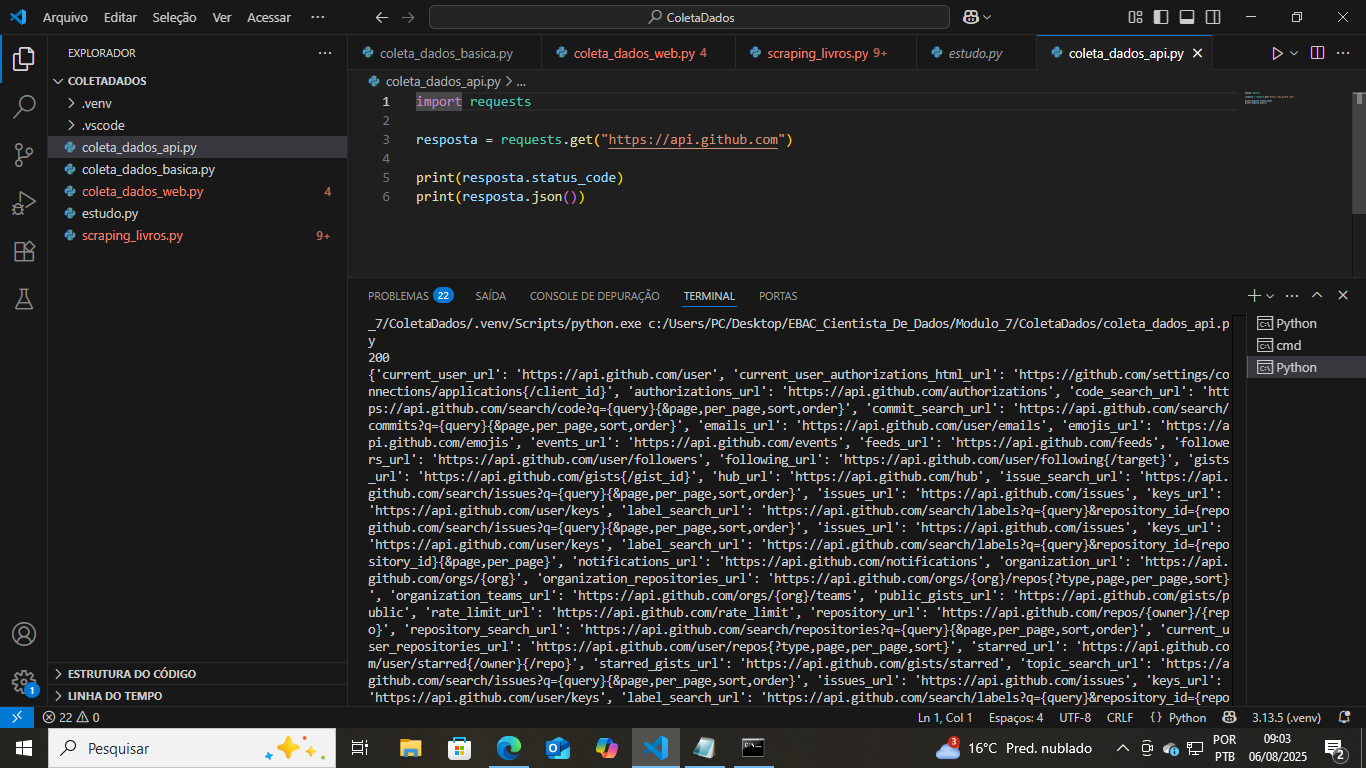 Arquivo Editar Seleção Ver Acessar ···
ColetaDados
EXPLORADOR ···
COLETADADOS
.venv
.vscode
coleta_dados_api.py
coleta_dados_basica.py
coleta_dados_web.py 4
estudo.py
scraping_livros.py 9+
ESTRUTURA DO CÓDIGO
LINHA DO TEMPO
coleta_dados_basica.py coleta_dados_web.py 4 scraping_livros.py 9+ estudo.py coleta_dados_api.py
coleta_dados_api.py > ...
1 import requests
2
3 resposta = requests.get("https://api.github.com")
4
5 print(resposta.status_code)
6 print(resposta.json())
PROBLEMAS 22 SAÍDA CONSOLE DE DEPURAÇÃO TERMINAL PORTAS
Python
cmd
Python
_7/ColetaDados/.venv/Scripts/python.exe c:/Users/PC/Desktop/EBAC_Cientista_De_Dados/Modulo_7/ColetaDados/coleta_dados_api.p
y
200
{'current_user_url': 'https://api.github.com/user', 'current_user_authorizations_html_url': 'https://github.com/settings/co
nnections/applications{/client_id}', 'authorizations_url': 'https://api.github.com/authorizations', 'code_search_url': 'htt
ps://api.github.com/search/code?q={query}{&page,per_page,sort,order}', 'commit_search_url': 'https://api.github.com/search/
commits?q={query}{&page,per_page,sort,order}', 'emails_url': 'https://api.github.com/user/emails', 'emojis_url': 'https://a
pi.github.com/emojis', 'events_url': 'https://api.github.com/events', 'feeds_url': 'https://api.github.com/feeds', 'followe
rs_url': 'https://api.github.com/user/followers', 'following_url': 'https://api.github.com/user/following{/target}', 'gists
_url': 'https://api.github.com/gists{/gist_id}', 'hub_url': 'https://api.github.com/hub', 'issue_search_url': 'https://api.
github.com/search/issues?q={query}{&page,per_page,sort,order}', 'issues_url': 'https://api.github.com/issues', 'keys_url': 
'https://api.github.com/user/keys', 'label_search_url': 'https://api.github.com/search/labels?q={query}&repository_id={repo
github.com/search/issues?q={query}{&page,per_page,sort,order}', 'issues_url': 'https://api.github.com/issues', 'keys_url': 
'https://api.github.com/user/keys', 'label_search_url': 'https://api.github.com/search/labels?q={query}&repository_id={repo
sitory_id}{&page,per_page}', 'notifications_url': 'https://api.github.com/notifications', 'organization_url': 'https://api.
github.com/orgs/{org}', 'organization_repositories_url': 'https://api.github.com/orgs/{org}/repos{?type,page,per_page,sort}
', 'organization_teams_url': 'https://api.github.com/orgs/{org}/teams', 'public_gists_url': 'https://api.github.com/gists/p
ublic', 'rate_limit_url': 'https://api.github.com/rate_limit', 'repository_url': 'https://api.github.com/repos/{owner}/{rep
o}', 'repository_search_url': 'https://api.github.com/search/repositories?q={query}{&page,per_page,sort,order}', 'current_u
ser_repositories_url': 'https://api.github.com/user/repos{?type,page,per_page,sort}', 'starred_url': 'https://api.github.co
m/user/starred{/owner}{/repo}', 'starred_gists_url': 'https://api.github.com/gists/starred', 'topic_search_url': 'https://a
github.com/search/issues?q={query}{&page,per_page,sort,order}', 'issues_url': 'https://api.github.com/issues', 'keys_url': 
'https://api.github.com/user/keys', 'label_search_url': 'https://api.github.com/search/labels?q={query}&repository_id={repo
22 0 Ln 1, Col 1 Espaços: 4 UTF-8 CRLF {} Python 3.13.5 (.venv)
1
Pesquisar
3 16°C Pred. nublado POR PTB 09:03 06/08/2025 2